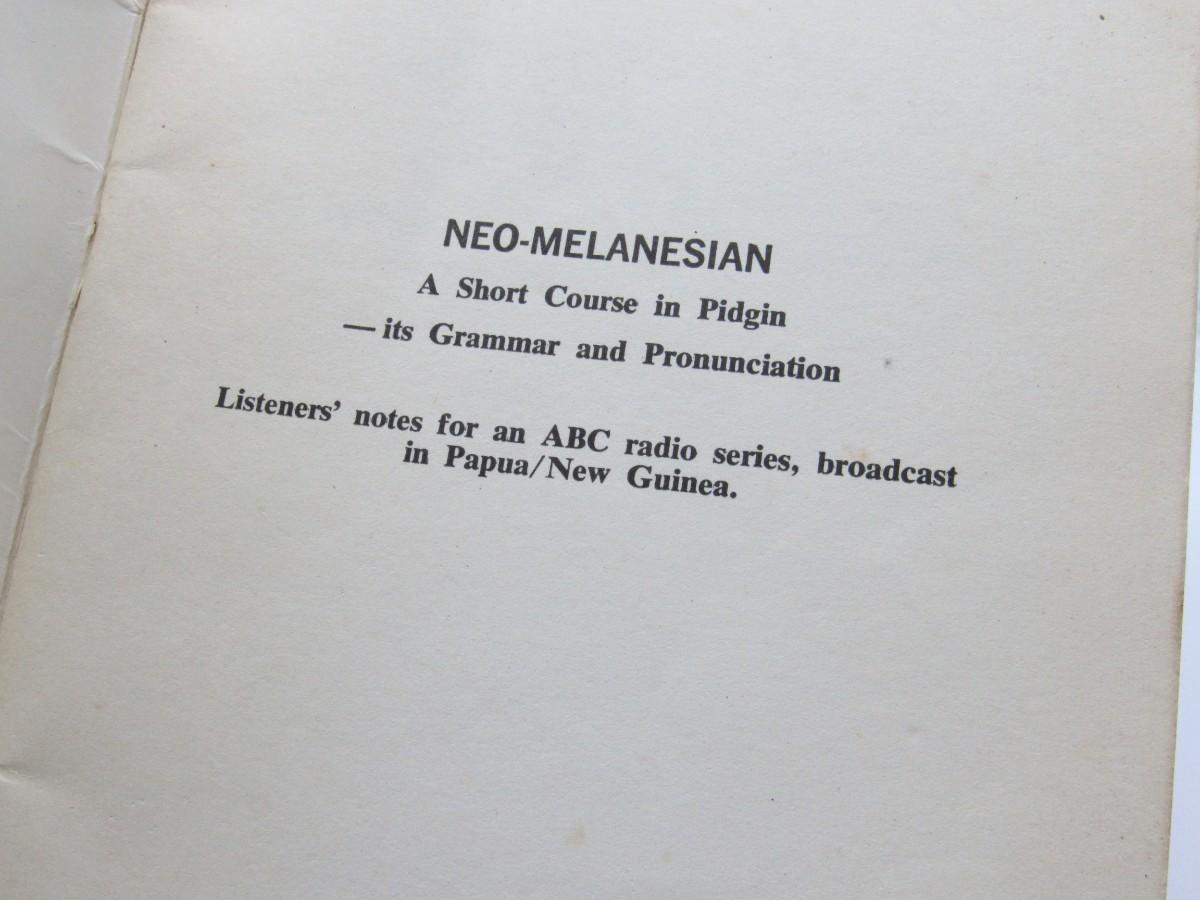 NEO-MELANESIAN
A Short Course in Pidgin
— its Grammar and Pronunciation
Listeners' notes for an ABC radio series, broadcast
in Papua/New Guinea.